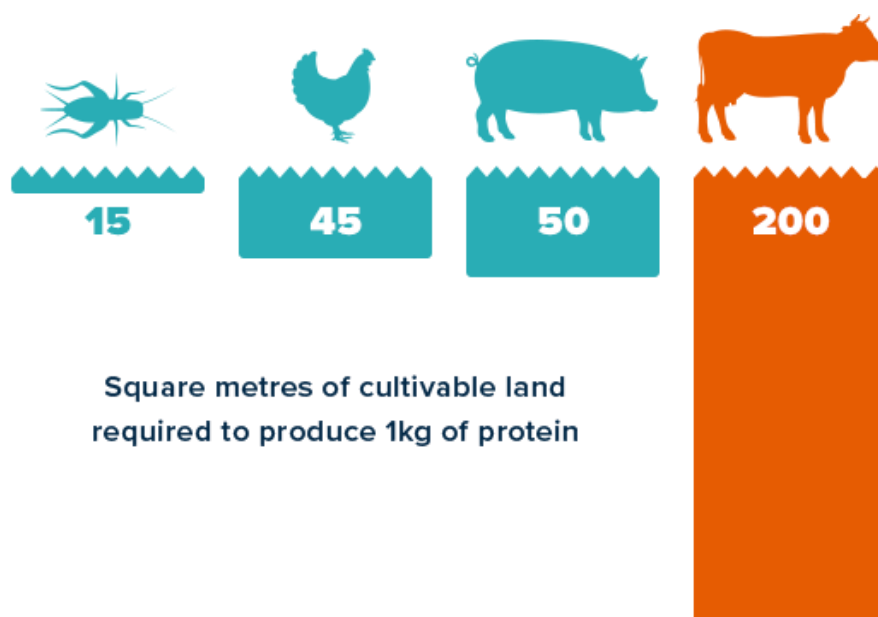 15
45
50
200
Square metres of cultivable land
required to produce 1kg of protein